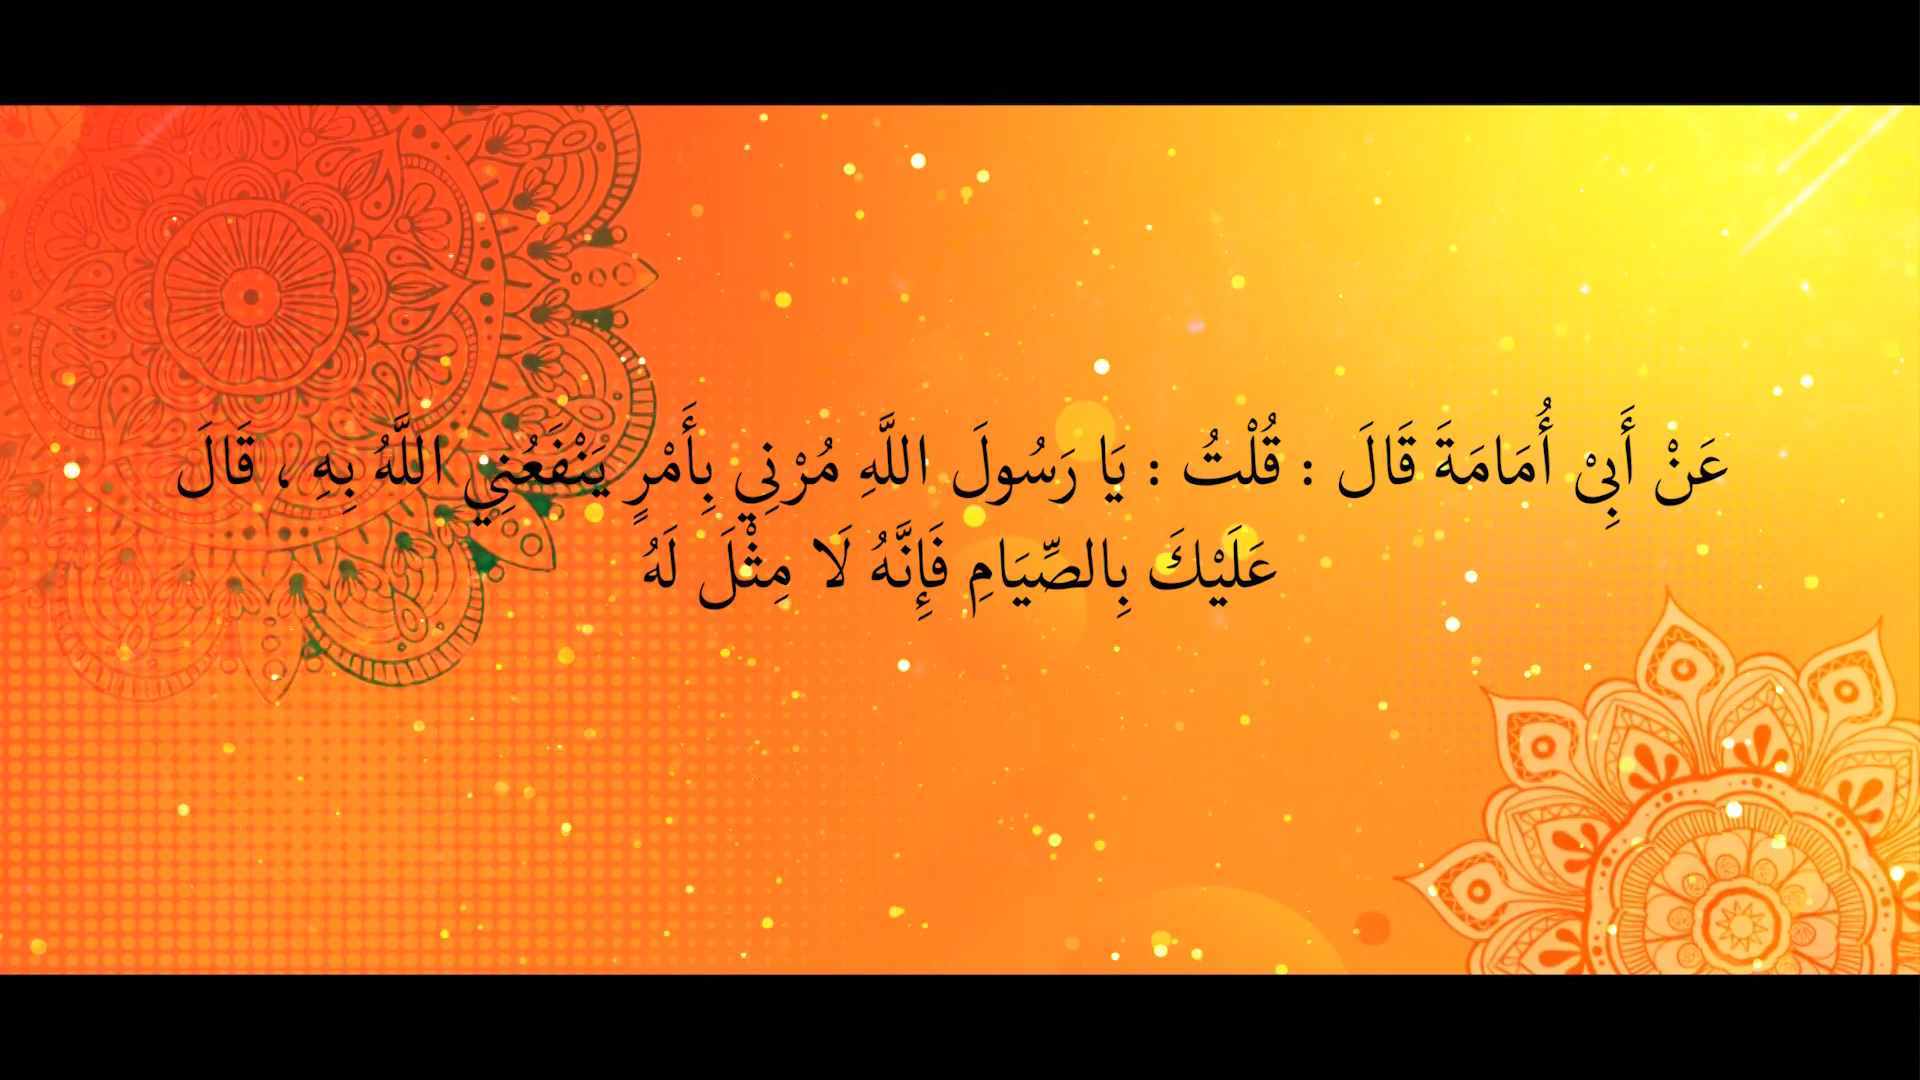 عَنْ أَبِيْ أُمَامَةَ قَالَ : قُلْتُ : يَا رَسُولَ اللَّهِ مُرْنِي بِأَمْرٍ يَنْفَعُنِي اللَّهُ بِهِ ، قَالَ
عَلَيْكَ بِالصِّيَامِ فَإِنَّهُ لَا مِثْلَ لَهُ